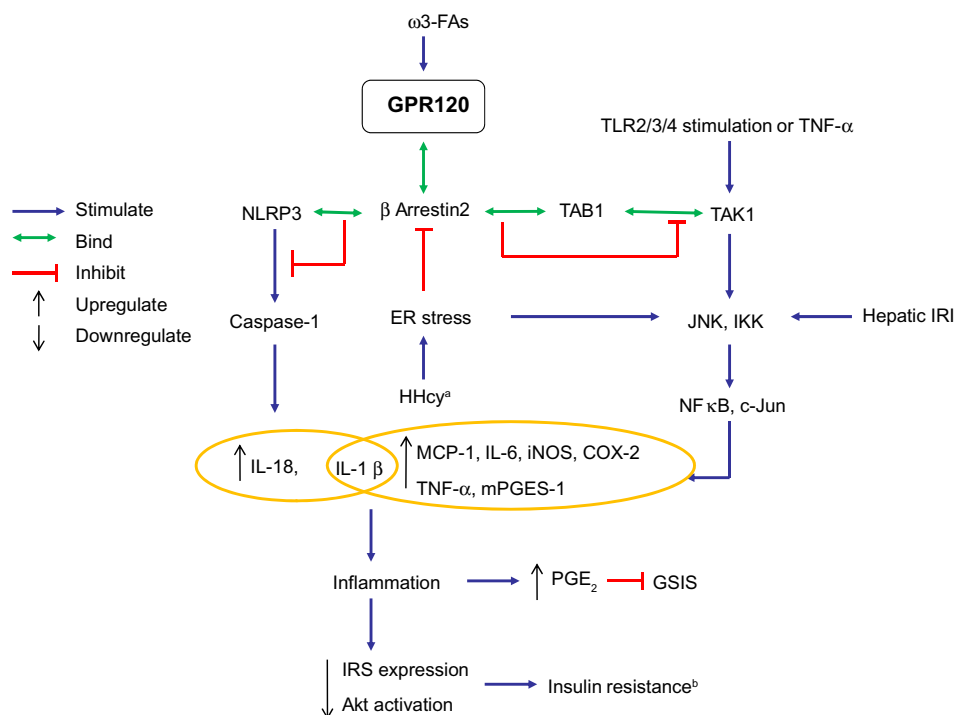 ω3-FAs
GPR120
TLR2/3/4 stimulation or TNF-α
Stimulate
Bind
Inhibit
Upregulate
Downregulate
NLRP3
β Arrestin2
TAB1
TAK1
Caspase-1
ER stress
JNK, IKK
Hepatic IRI
HHcyᵃ
NFκB, c-Jun
IL-18,
IL-1 β
MCP-1, IL-6, iNOS, COX-2
TNF-α, mPGES-1
Inflammation
PGE₂
GSIS
IRS expression
Akt activation
Insulin resistanceᵇ